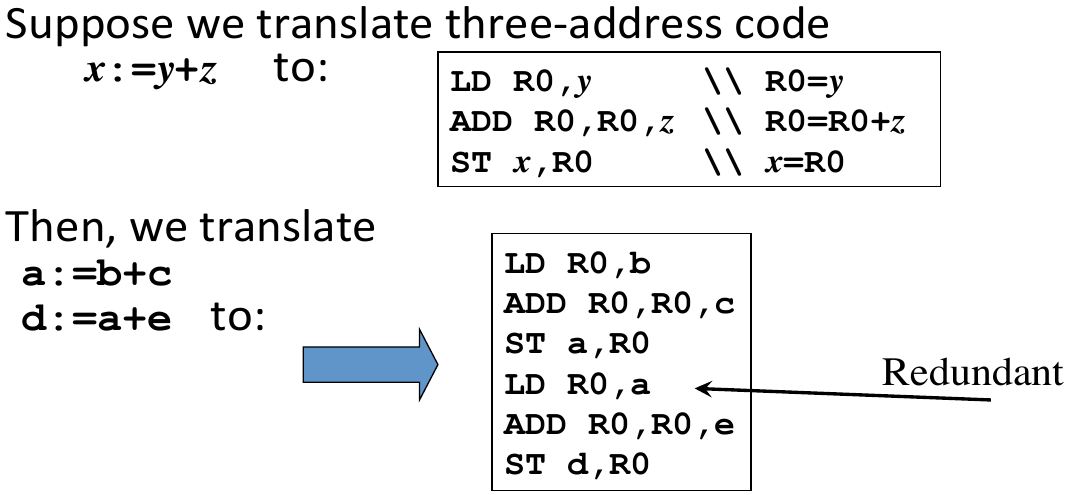 Suppose we translate three-address code
x:=y+z to:
LD R0,y \\ R0=y
ADD R0,R0,z \\ R0=R0+z
ST x,R0 \\ x=R0
Then, we translate
a:=b+c
d:=a+e to:
LD R0,b
ADD R0,R0,c
ST a,R0
LD R0,a
Redundant
ADD R0,R0,e
ST d,R0